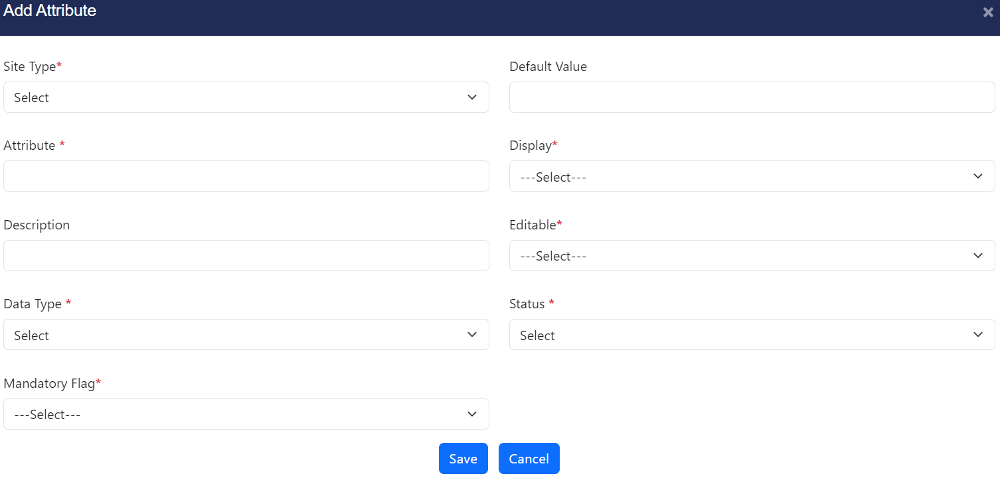 Add Attribute
Site Type*
Select
Default Value
Attribute *
Display*
---Select---
Description
Editable*
---Select---
Data Type *
Select
Status *
Select
Mandatory Flag*
---Select---
Save
Cancel